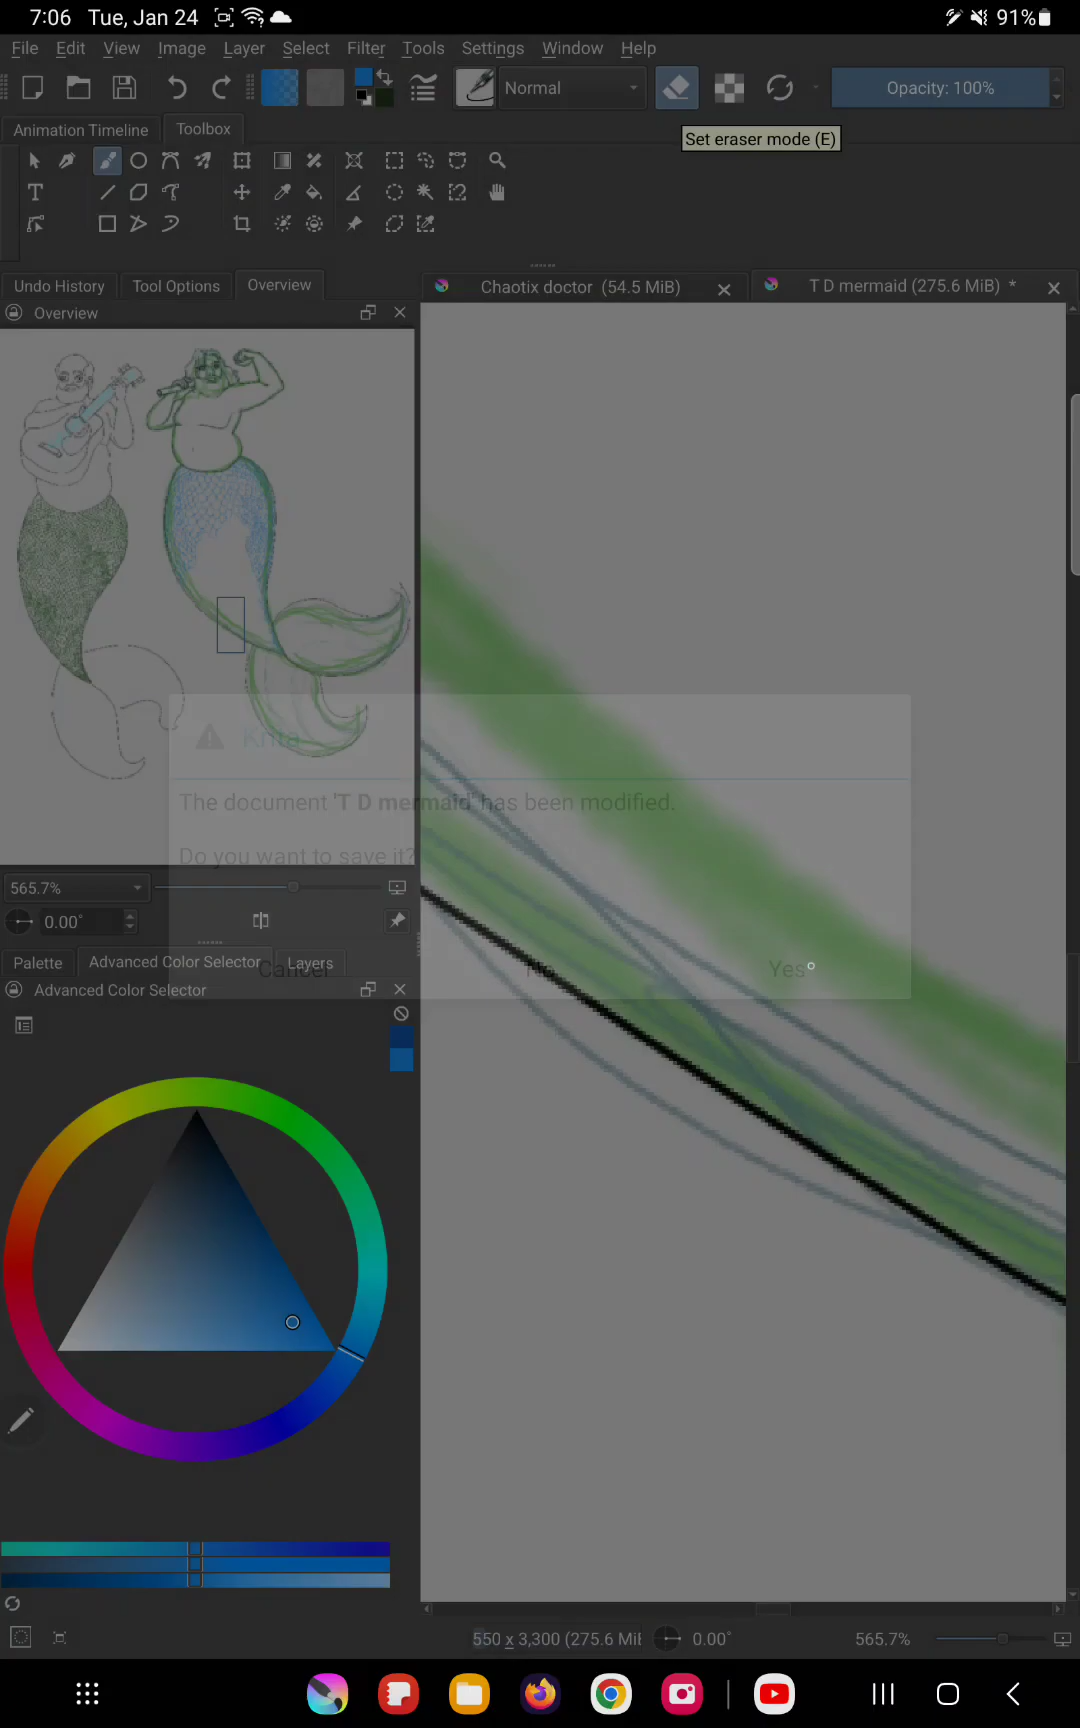 7:06 Tue, Jan 24 91%
File Edit View Image Layer Select Filter Tools Settings Window Help
Normal Opacity: 100%
Animation Timeline Toolbox
Set eraser mode (E)
Undo History Tool Options Overview Chaotix doctor (54.5 MiB) T D mermaid (275.6 MiB) *
Overview
Krita
The document 'T D mermaid' has been modified.
Do you want to save it?
565.7%
0.00°
Palette Advanced Color Selector Layers
Cancel No Yes
Advanced Color Selector
550 x 3,300 (275.6 MiB 0.00° 565.7%